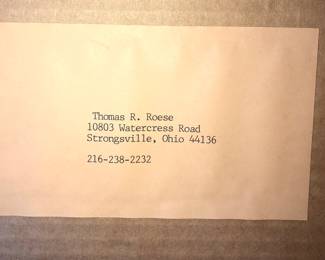 Thomas R. Roese
10803 Watercress Road
Strongsville, Ohio 44136
216-238-2232